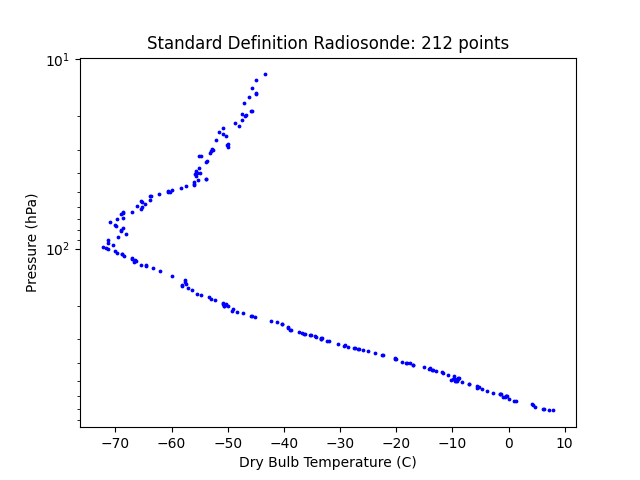 Standard Definition Radiosonde: 212 points
10¹
10²
Pressure (hPa)
−70 −60 −50 −40 −30 −20 −10 0 10
Dry Bulb Temperature (C)